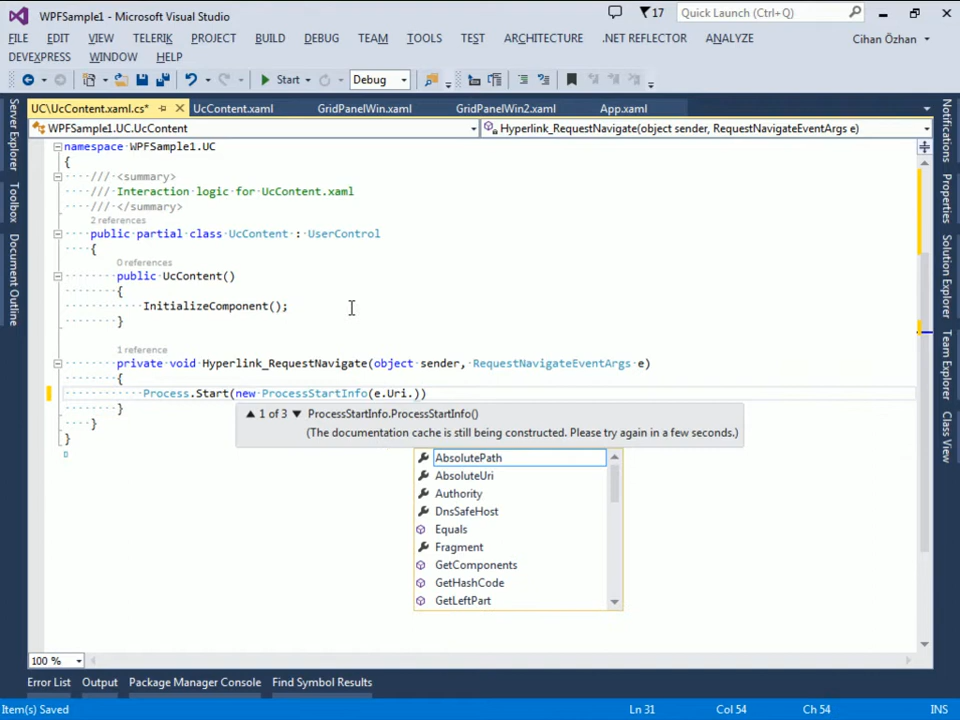 WPFSample1 - Microsoft Visual Studio
17
Quick Launch (Ctrl+Q)
FILE EDIT VIEW TELERIK PROJECT BUILD DEBUG TEAM TOOLS TEST ARCHITECTURE .NET REFLECTOR ANALYZE
Cihan Özhan
DEVEXPRESS WINDOW HELP
Start Debug
UC\UcContent.xaml.cs* UcContent.xaml GridPanelWin.xaml GridPanelWin2.xaml App.xaml
WPFSample1.UC.UcContent Hyperlink_RequestNavigate(object sender, RequestNavigateEventArgs e)
Server Explorer
Toolbox
Document Outline
namespace WPFSample1.UC
{
/// <summary>
/// Interaction logic for UcContent.xaml
/// </summary>
2 references
public partial class UcContent : UserControl
{
0 references
public UcContent()
{
InitializeComponent();
}
1 reference
private void Hyperlink_RequestNavigate(object sender, RequestNavigateEventArgs e)
{
Process.Start(new ProcessStartInfo(e.Uri.))
}
}
}
1 of 3 ProcessStartInfo.ProcessStartInfo()
(The documentation cache is still being constructed. Please try again in a few seconds.)
AbsolutePath
AbsoluteUri
Authority
DnsSafeHost
Equals
Fragment
GetComponents
GetHashCode
GetLeftPart
Notifications
Properties
Solution Explorer
Team Explorer
Class View
100 %
Error List Output Package Manager Console Find Symbol Results
Item(s) Saved Ln 31 Col 54 Ch 54 INS